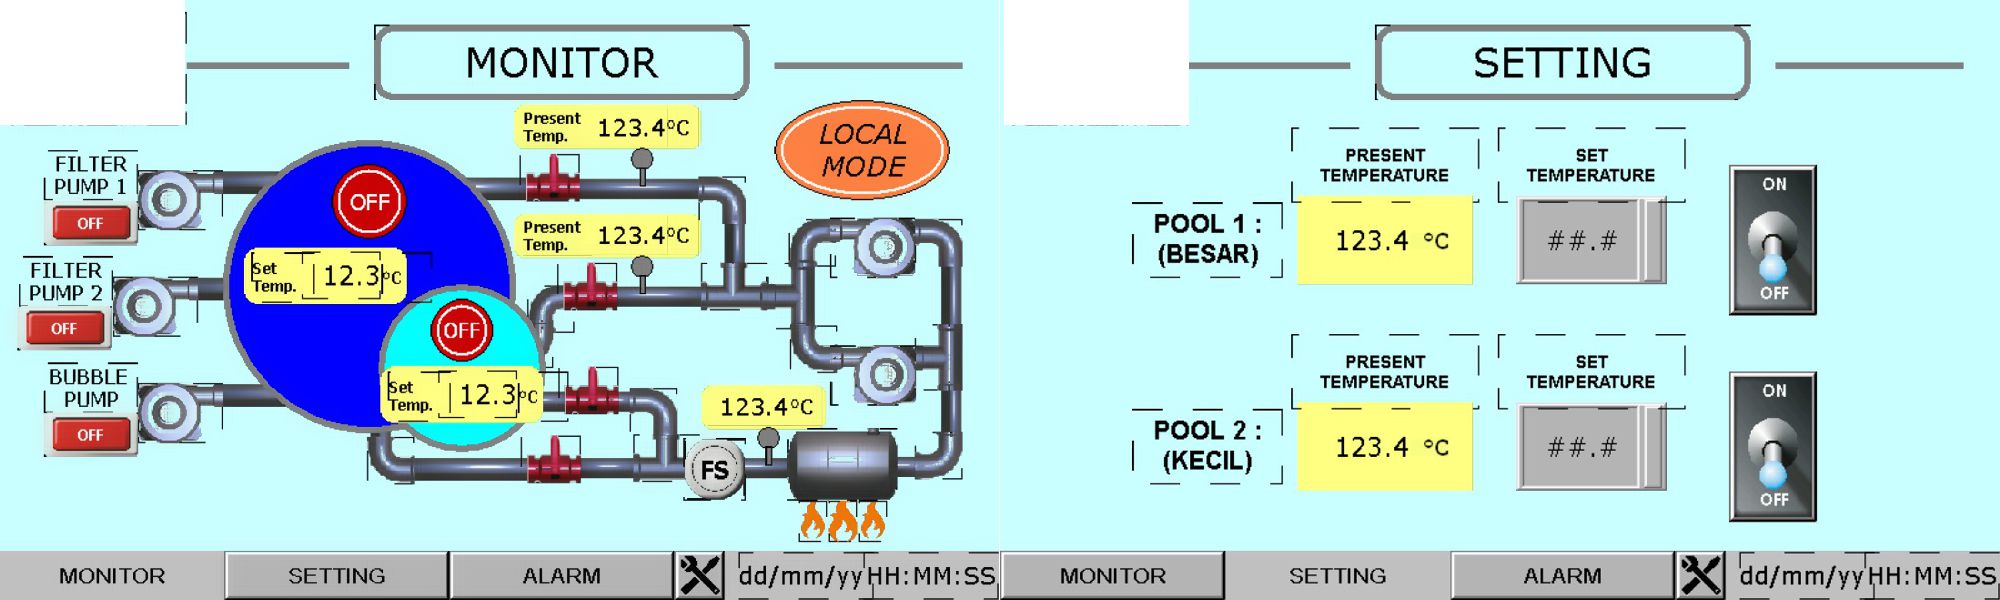 MONITOR
Present
Temp.
123.4°C
LOCAL
MODE
FILTER
PUMP 1
OFF
OFF
Present
Temp.
123.4°C
FILTER
PUMP 2
OFF
Set
Temp.
12.3°C
OFF
BUBBLE
PUMP
OFF
Set
Temp.
12.3°C
123.4°C
FS
MONITOR
SETTING
ALARM
dd/mm/yy
HH:MM:SS
SETTING
PRESENT
TEMPERATURE
SET
TEMPERATURE
POOL 1 :
(BESAR)
123.4 °C
##.#
ON
OFF
PRESENT
TEMPERATURE
SET
TEMPERATURE
POOL 2 :
(KECIL)
123.4 °C
##.#
ON
OFF
MONITOR
SETTING
ALARM
dd/mm/yy
HH:MM:SS